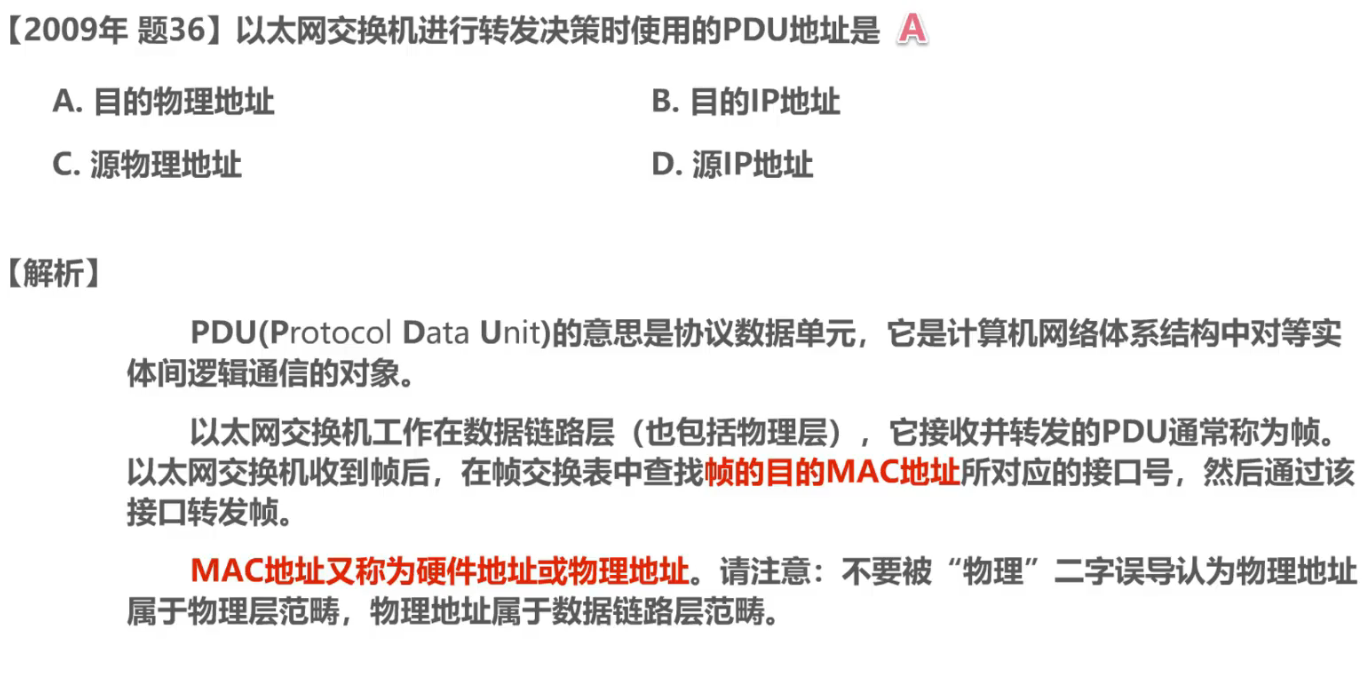 【2009年 题36】以太网交换机进行转发决策时使用的PDU地址是 A
A. 目的物理地址 B. 目的IP地址
C. 源物理地址 D. 源IP地址
【解析】
PDU(Protocol Data Unit)的意思是协议数据单元，它是计算机网络体系结构中对等实
体间逻辑通信的对象。
以太网交换机工作在数据链路层（也包括物理层），它接收并转发的PDU通常称为帧。
以太网交换机收到帧后，在帧交换表中查找帧的目的MAC地址所对应的接口号，然后通过该
接口转发帧。
MAC地址又称为硬件地址或物理地址。请注意：不要被“物理”二字误导认为物理地址
属于物理层范畴，物理地址属于数据链路层范畴。